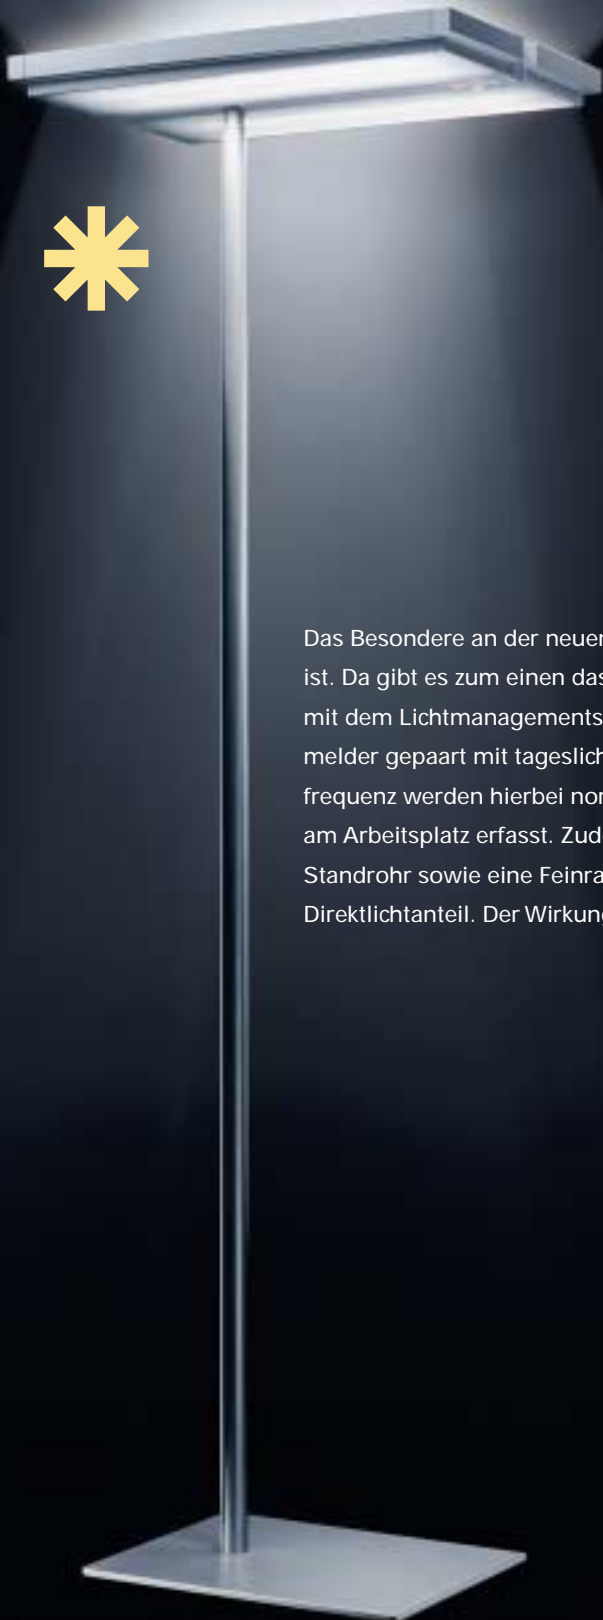 Das Besondere an der neuen
ist. Da gibt es zum einen das
mit dem Lichtmanagements
melder gepaart mit tageslich
frequenz werden hierbei nor
am Arbeitsplatz erfasst. Zud
Standrohr sowie eine Feinra
Direktlichtanteil. Der Wirkung